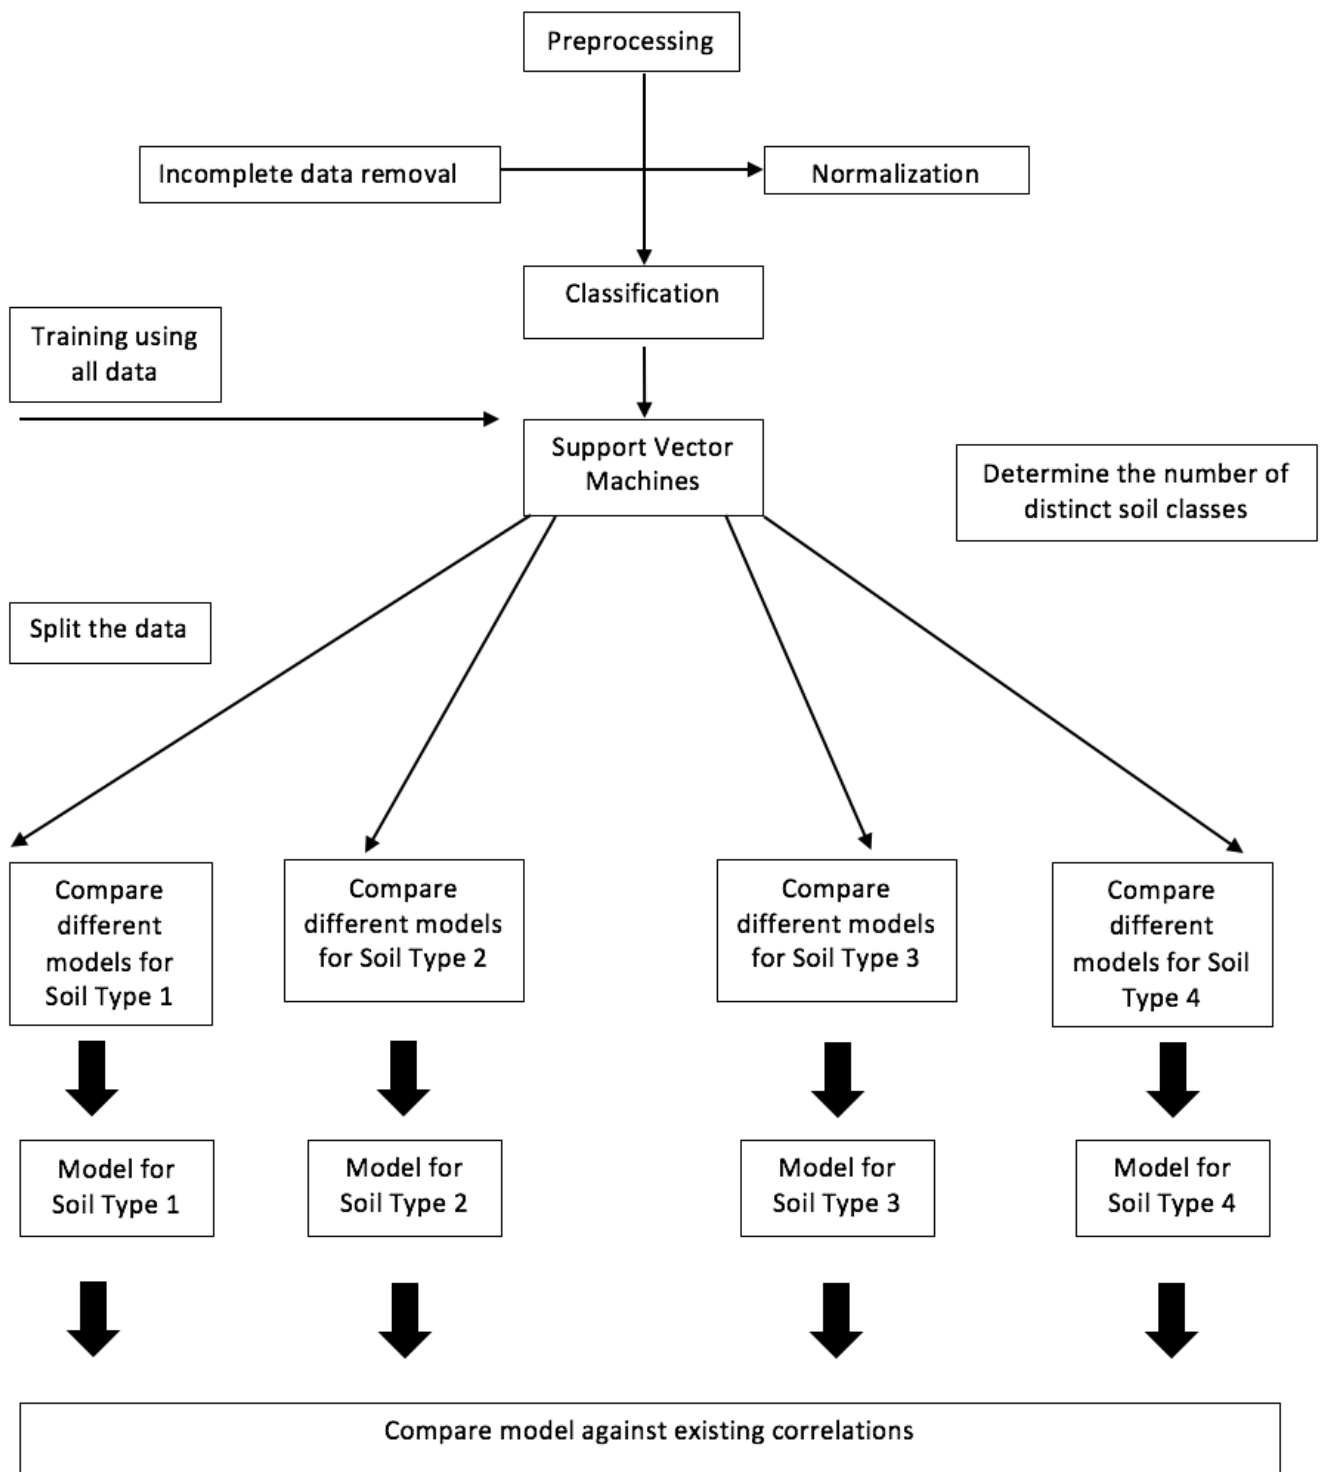 Preprocessing
Incomplete data removal
Normalization
Classification
Training using
all data
Support Vector
Machines
Determine the number of
distinct soil classes
Split the data
Compare
different
models for
Soil Type 1
Compare
different models
for Soil Type 2
Compare
different models
for Soil Type 3
Compare
different
models for Soil
Type 4
Model for
Soil Type 1
Model for
Soil Type 2
Model for
Soil Type 3
Model for
Soil Type 4
Compare model against existing correlations